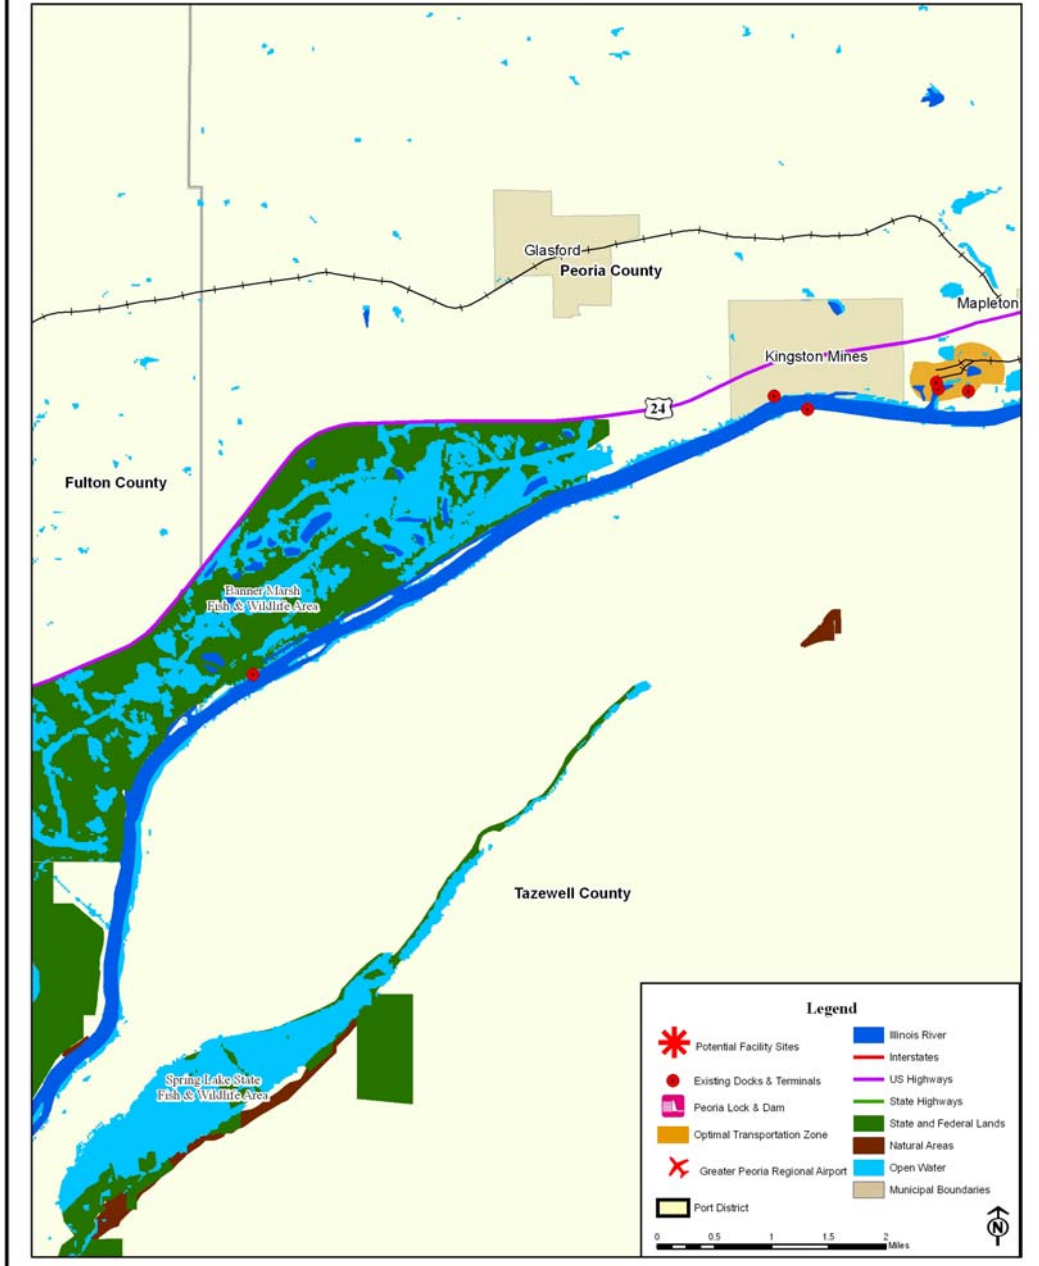 Glasford
Peoria County
Mapleton
Kingston Mines
24
Fulton County
Banner Marsh
Fish & Wildlife Area
Tazewell County
Spring Lake State
Fish & Wildlife Area
Legend
Potential Facility Sites
Existing Docks & Terminals
Peoria Lock & Dam
Optimal Transportation Zone
Greater Peoria Regional Airport
Port District
Illinois River
Interstates
US Highways
State Highways
State and Federal Lands
Natural Areas
Open Water
Municipal Boundaries
0 0.5 1 1.5 2
Miles
N